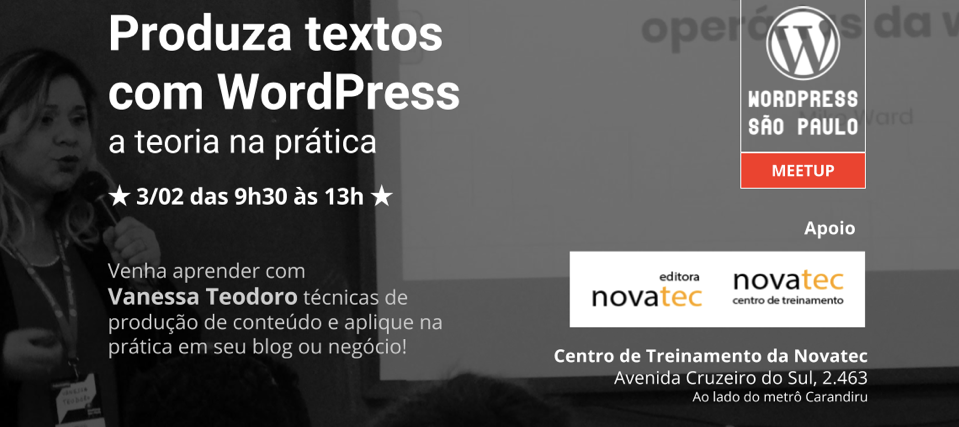 Produza textos
com WordPress
a teoria na prática
★ 3/02 das 9h30 às 13h ★
Venha aprender com
Vanessa Teodoro técnicas de
produção de conteúdo e aplique na
prática em seu blog ou negócio!
da w
WORDPRESS
SÃO PAULO
Ward
MEETUP
Apoio
editora
novatec
novatec
centro de treinamento
Centro de Treinamento da Novatec
Avenida Cruzeiro do Sul, 2.463
Ao lado do metrô Carandiru